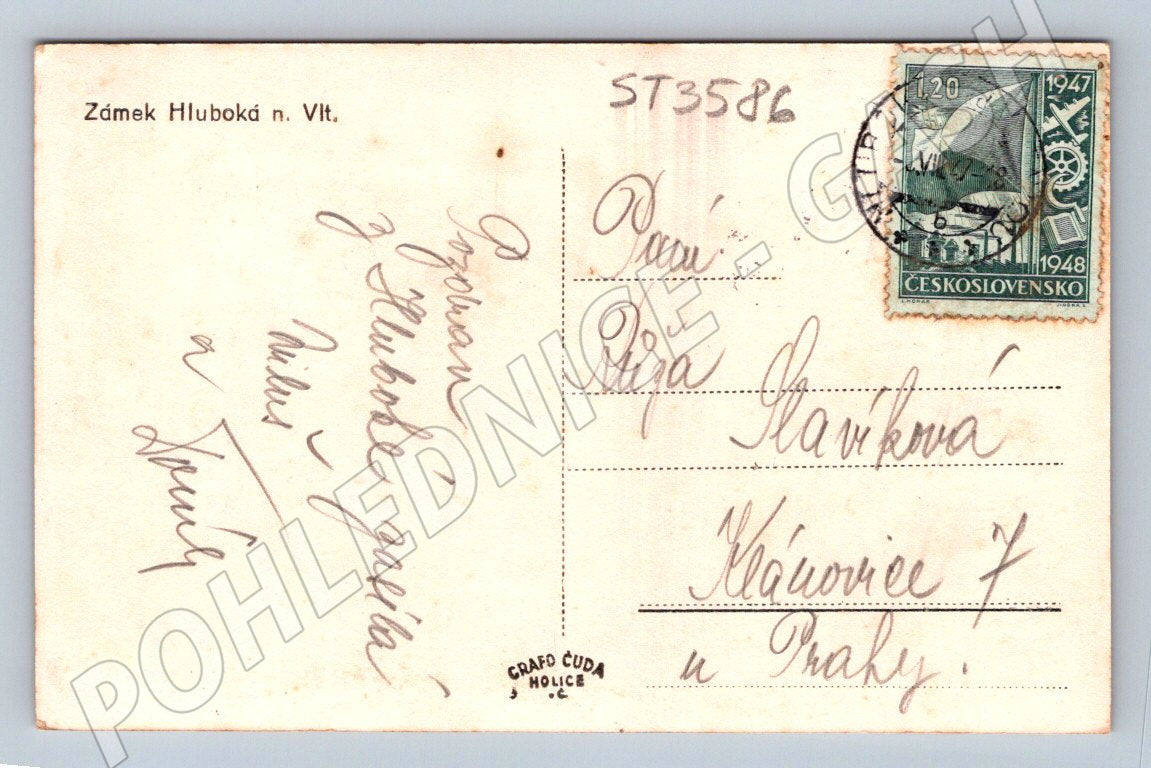 Zámek Hluboká n. Vlt.
ST3586
1,20
1947
1948
ČESKOSLOVENSKO
Pozdrav
z Hluboké
a
Paní
Růja
Slavíková
Klánovice 7
u Prahy.
GRAFO ČUDA
HOLICE
POHLEDNICE - G